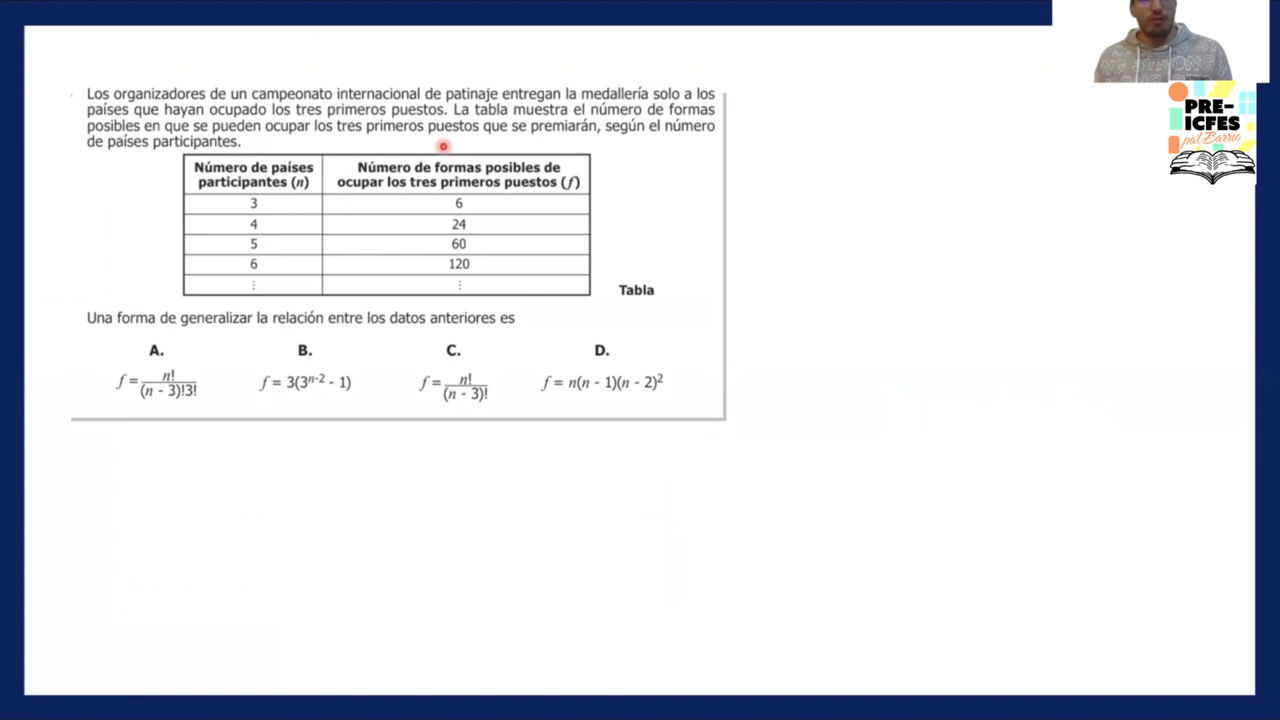 Los organizadores de un campeonato internacional de patinaje entregan la medallería solo a los
países que hayan ocupado los tres primeros puestos. La tabla muestra el número de formas
posibles en que se pueden ocupar los tres primeros puestos que se premiarán, según el número
de países participantes.
Número de países participantes (n) Número de formas posibles de ocupar los tres primeros puestos (f)
3 6
4 24
5 60
6 120
⋮ ⋮
Tabla
Una forma de generalizar la relación entre los datos anteriores es
A. B. C. D.
f = n!/(n - 3)!3! f = 3(3ⁿ⁻² - 1) f = n!/(n - 3)! f = n(n - 1)(n - 2)²
PRE-
ICFES
pal Barrio